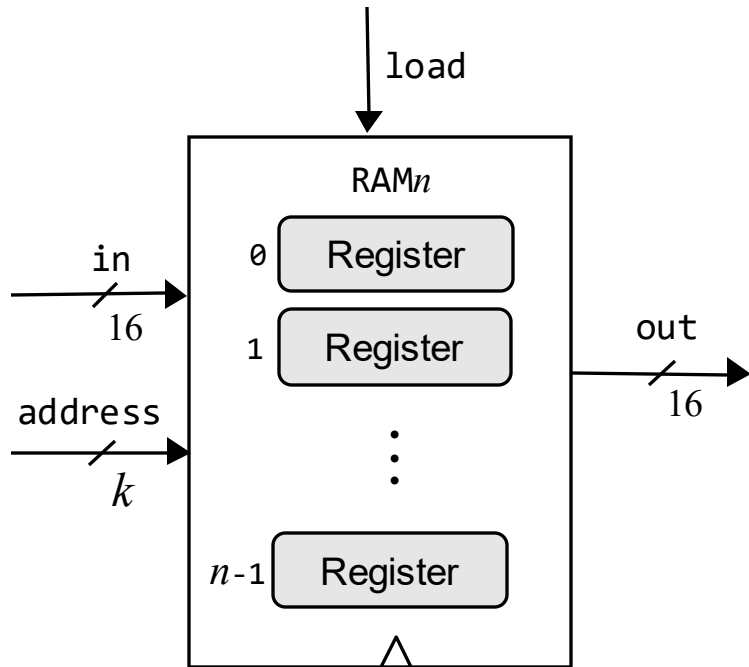 load
RAMn
0 Register
in
16
1 Register
out
16
address
k
n-1 Register